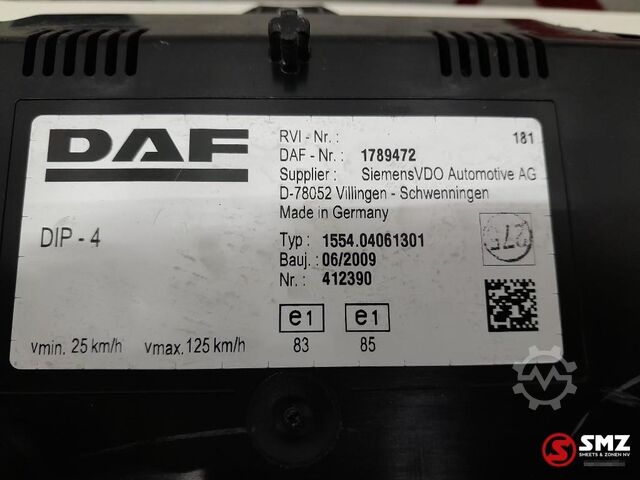 DAF
RVI - Nr. :
181
DAF - Nr. : 1789472
Supplier : SiemensVDO Automotive AG
D-78052 Villingen - Schwenningen
Made in Germany
DIP - 4
Typ : 1554.04061301
Bauj. : 06/2009
Nr. : 412390
275
e1 e1
83 85
vmin. 25 km/h vmax. 125 km/h
SMZ
SHEETS & ZONEN NV